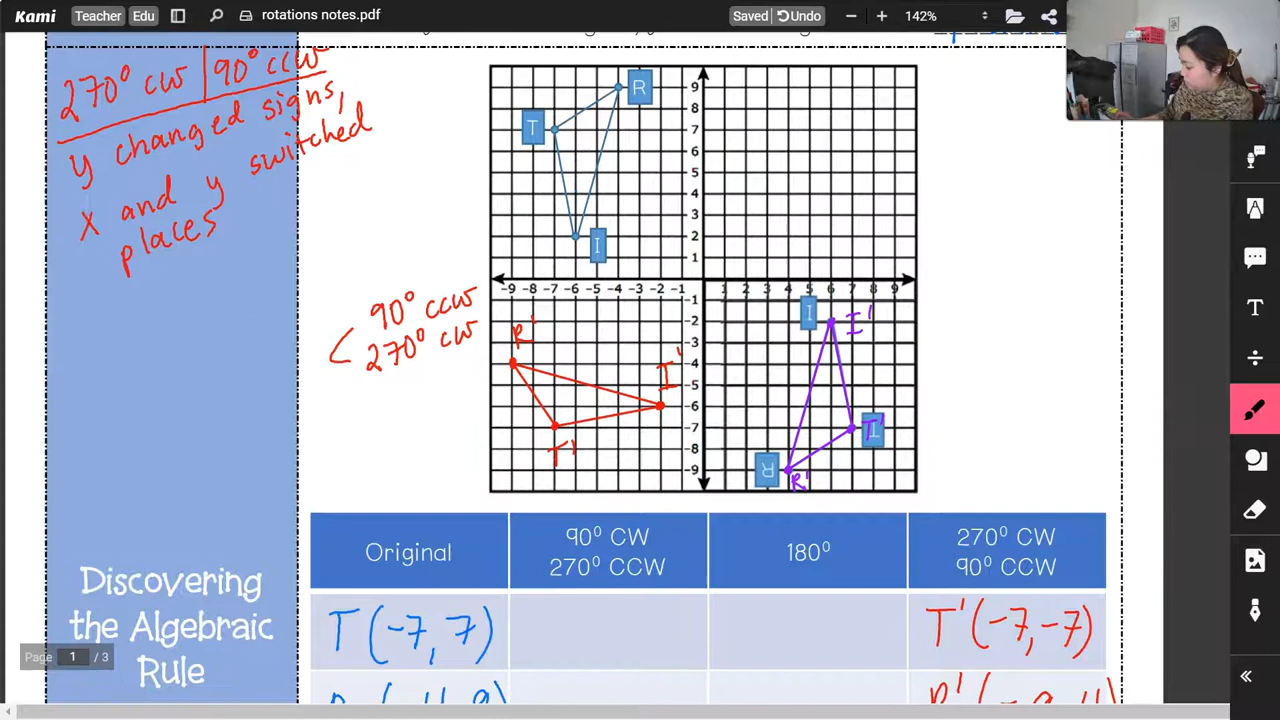 Kami Teacher Edu rotations notes.pdf Saved Undo 142%
270° CW | 90° CCW
y changed signs,
x and y switched
places
R
T
I
9
8
7
6
5
4
3
2
1
-9 -8 -7 -6 -5 -4 -3 -2 -1 1 2 3 4 5 6 7 8 9
-1
-2
-3
-4
-5
-6
-7
-8
-9
90° CCW
270° CW
R'
I'
T'
I I'
T' T
R R'
Original
90° CW
270° CCW
180°
270° CW
90° CCW
T(-7, 7)
T'(-7,-7)
Discovering
the Algebraic
Rule
Page 1 / 3